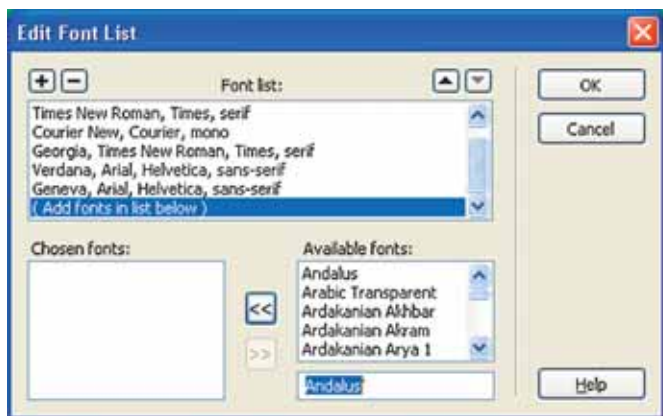 Edit Font List
Font list:
OK
Times New Roman, Times, serif
Courier New, Courier, mono
Georgia, Times New Roman, Times, serif
Verdana, Arial, Helvetica, sans-serif
Geneva, Arial, Helvetica, sans-serif
( Add fonts in list below )
Cancel
Chosen fonts:
Available fonts:
Andalus
Arabic Transparent
Ardakanian Akhbar
Ardakanian Akram
Ardakanian Arya 1
<<
>>
Andalus
Help